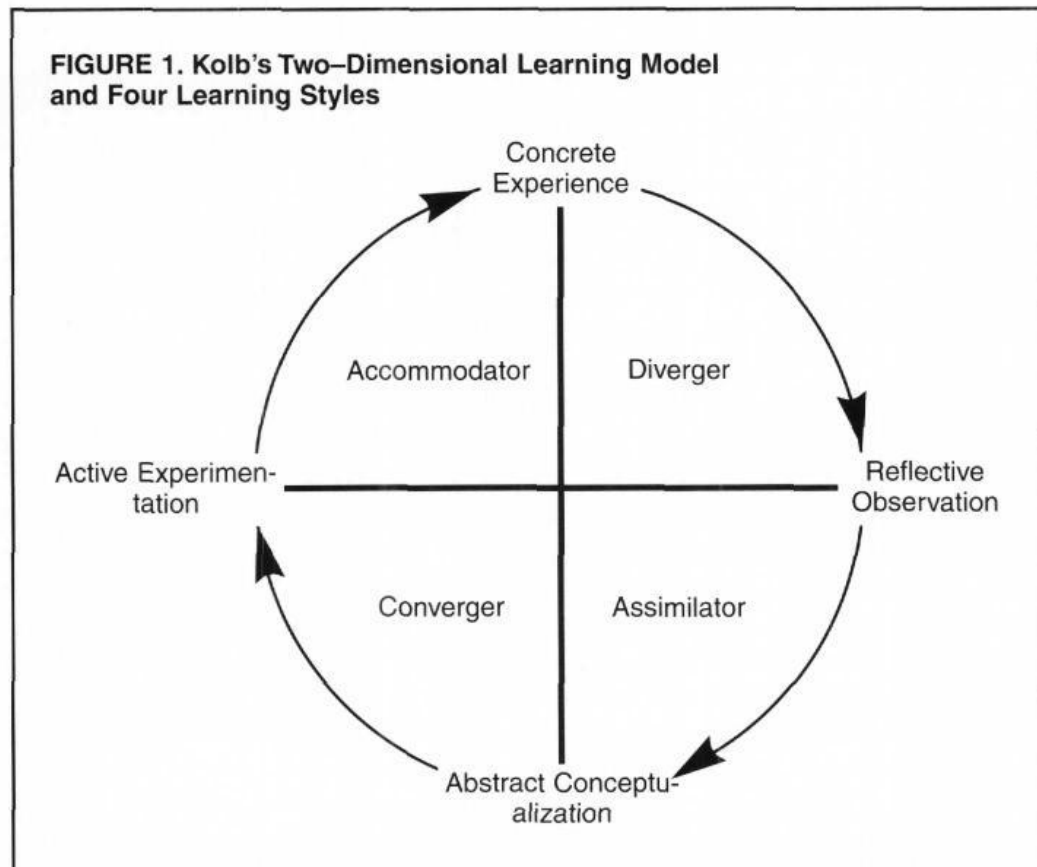 FIGURE 1. Kolb's Two–Dimensional Learning Model
and Four Learning Styles
Concrete
Experience
Accommodator
Diverger
Active Experimen-
tation
Reflective
Observation
Converger
Assimilator
Abstract Conceptu-
alization